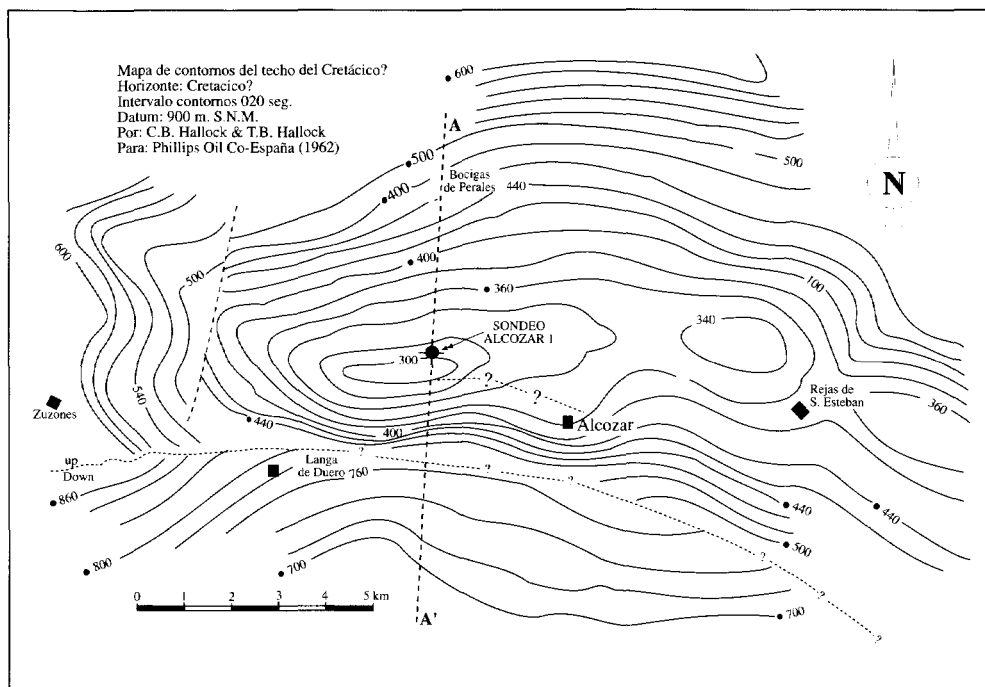 Mapa de contornos del techo del Cretácico?
Horizonte: Cretacico?
Intervalo contornos 020 seg.
Datum: 900 m. S.N.M.
Por: C.B. Hallock & T.B. Hallock
Para: Phillips Oil Co-España (1962)
600
A
500
500
Bocigas
de Perales
400
440
N
600
500
400
360
100
340
SONDEO
ALCOZAR 1
300
?
540
?
Rejas de
S. Esteban
360
Zuzones
440
400
Alcozar
up
Down
?
Langa
de Duero
760
?
?
860
440
440
500
?
800
700
?
0 1 2 3 4 5 km
?
700
A'
?